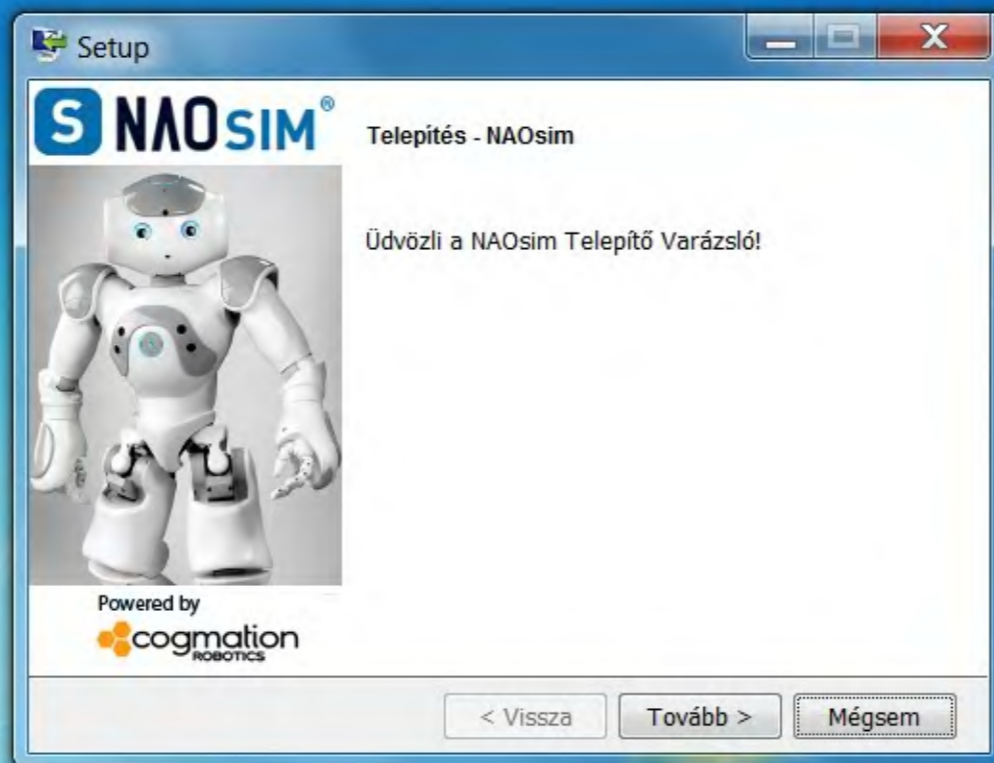 Setup
S NAOSIM®
Telepítés - NAOsim
Üdvözli a NAOsim Telepítő Varázsló!
Powered by
cogmation
ROBOTICS
< Vissza
Tovább >
Mégsem